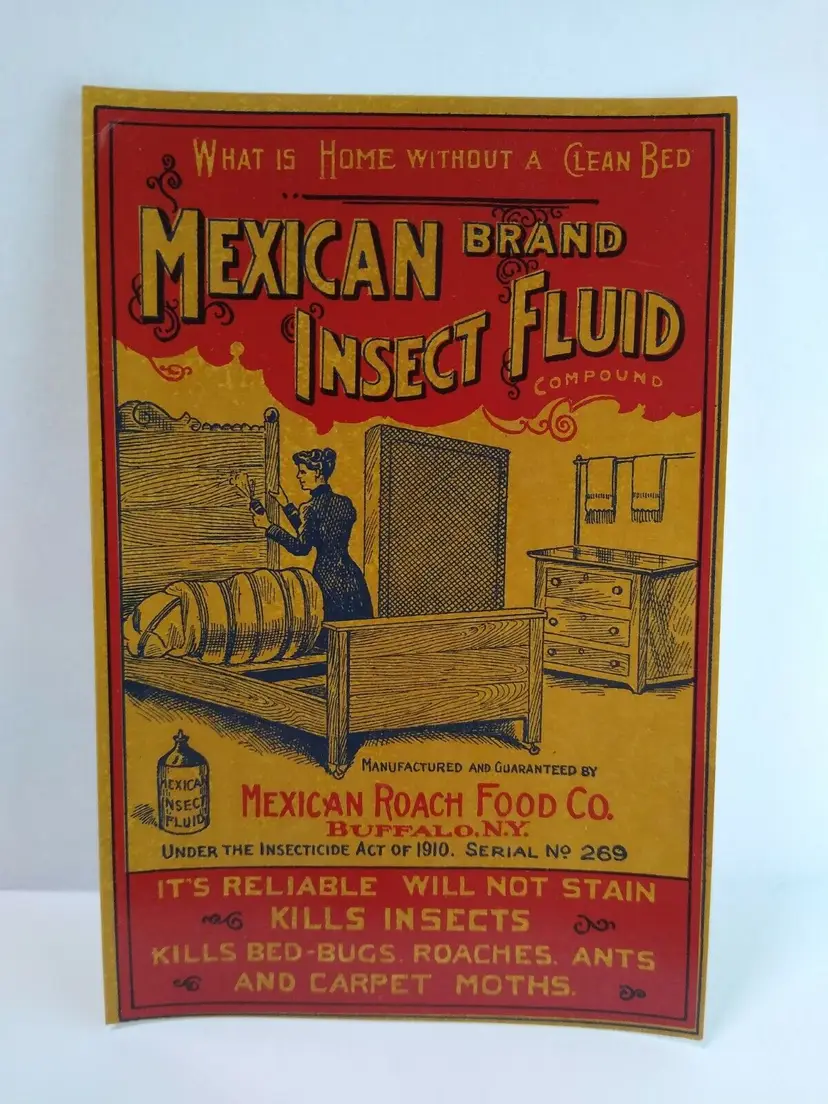 WHAT IS HOME WITHOUT A CLEAN BED
MEXICAN BRAND
INSECT FLUID
COMPOUND
MEXICAN
INSECT
FLUID
MANUFACTURED AND GUARANTEED BY
MEXICAN ROACH FOOD CO.
BUFFALO, N.Y.
UNDER THE INSECTICIDE ACT OF 1910. SERIAL NO 269
IT'S RELIABLE WILL NOT STAIN
KILLS INSECTS
KILLS BED-BUGS. ROACHES. ANTS
AND CARPET MOTHS.